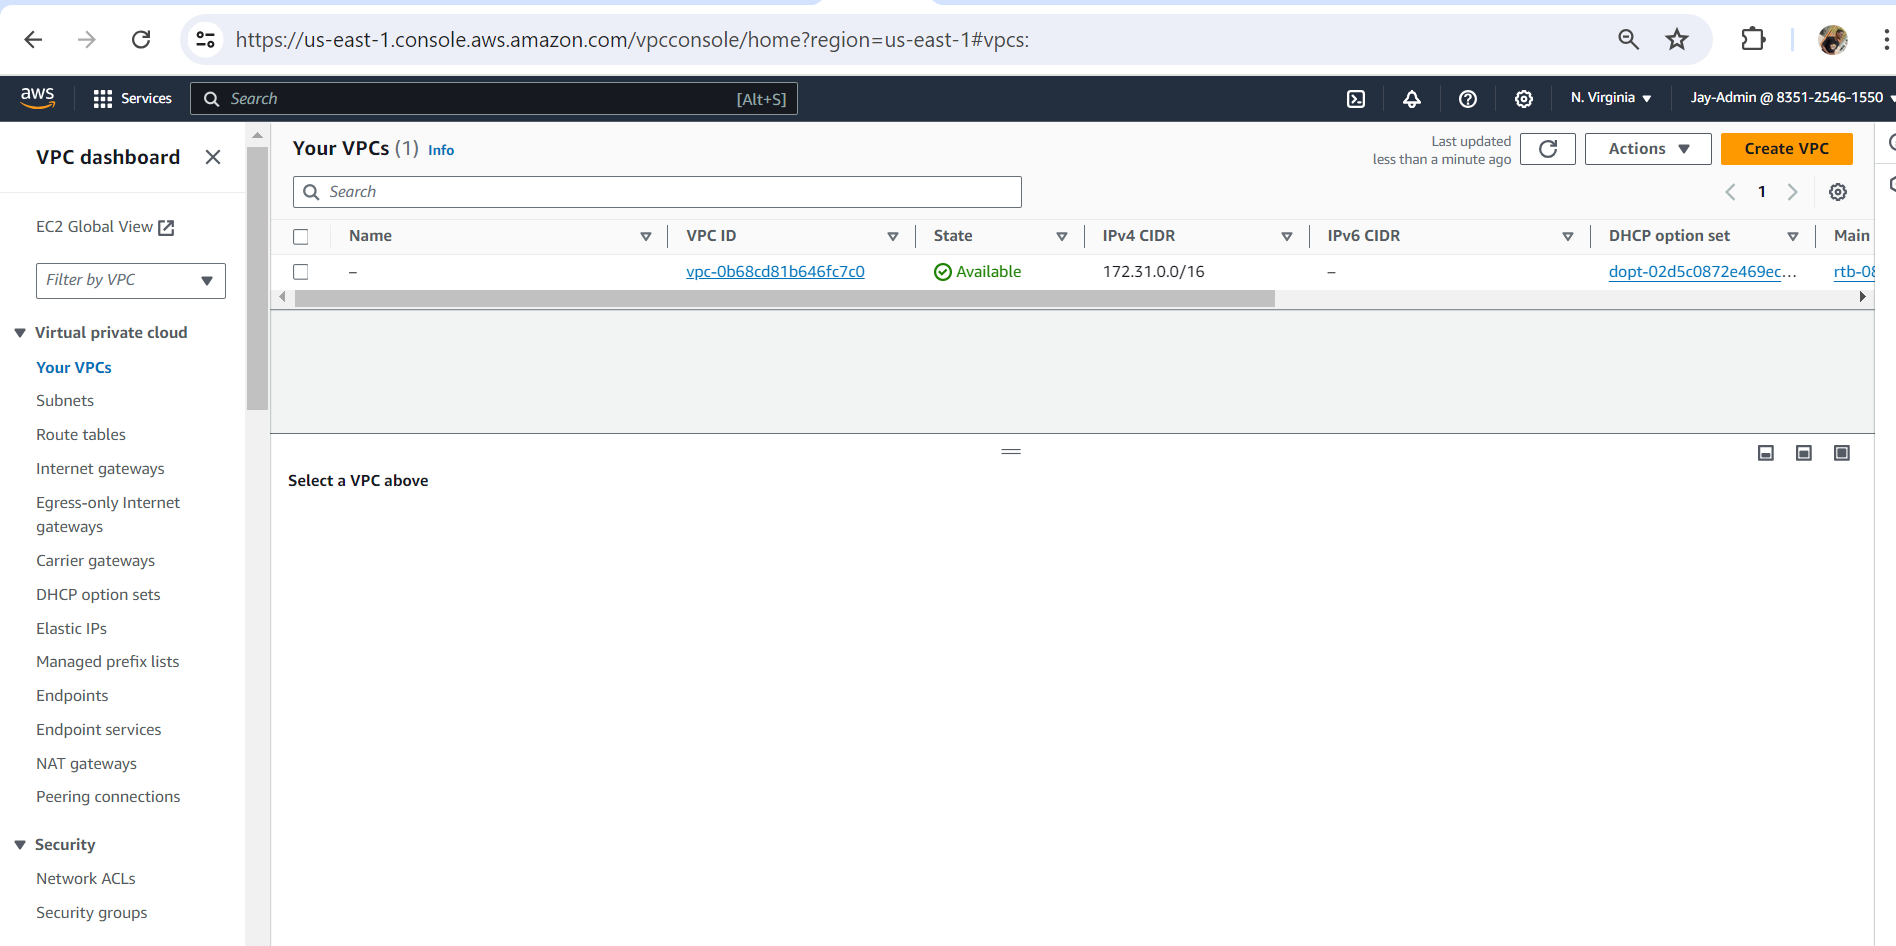 https://us-east-1.console.aws.amazon.com/vpcconsole/home?region=us-east-1#vpcs:
aws Services Search [Alt+S] N. Virginia Jay-Admin @ 8351-2546-1550
VPC dashboard
EC2 Global View
Filter by VPC
Virtual private cloud
Your VPCs
Subnets
Route tables
Internet gateways
Egress-only Internet
gateways
Carrier gateways
DHCP option sets
Elastic IPs
Managed prefix lists
Endpoints
Endpoint services
NAT gateways
Peering connections
Security
Network ACLs
Security groups
Your VPCs (1) Info
Last updated
less than a minute ago
Actions
Create VPC
Search
1
Name VPC ID State IPv4 CIDR IPv6 CIDR DHCP option set Main
– vpc-0b68cd81b646fc7c0 Available 172.31.0.0/16 – dopt-02d5c0872e469ec... rtb-08
Select a VPC above